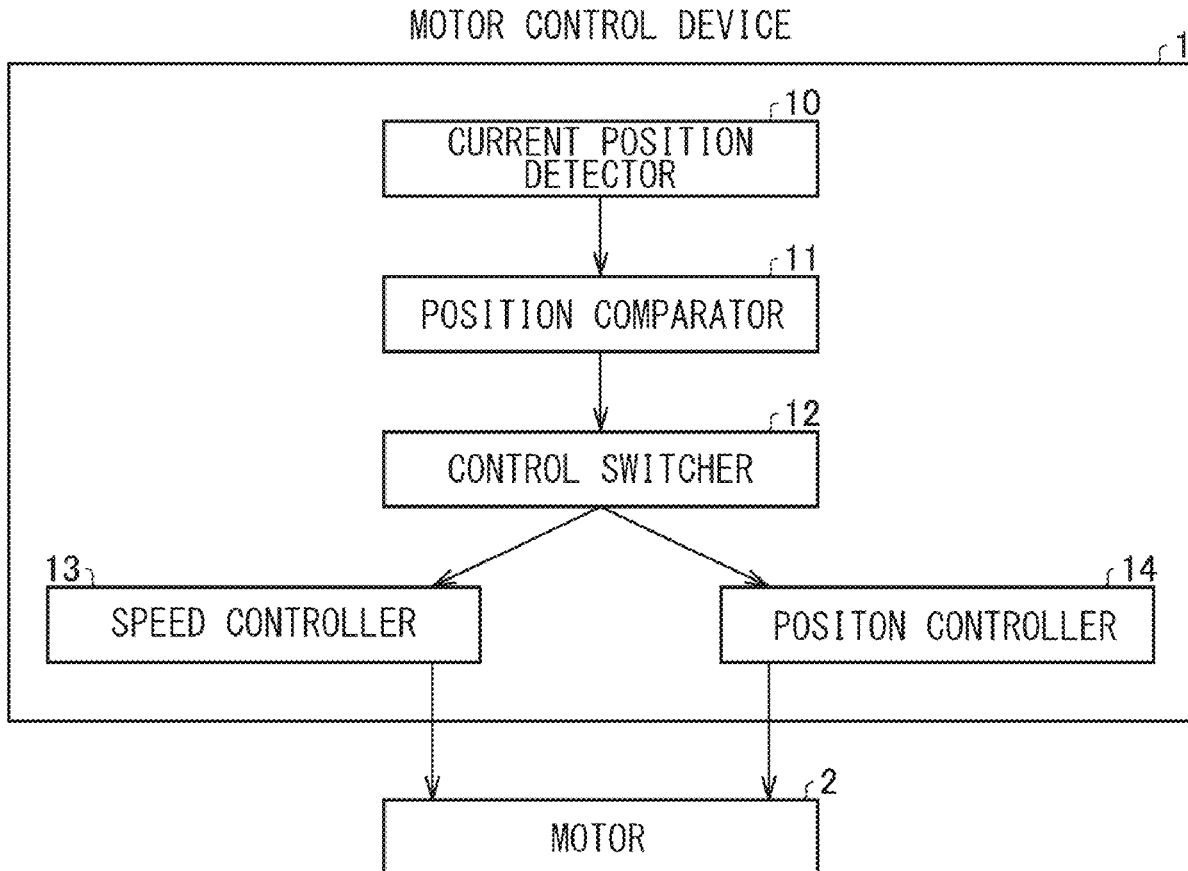 MOTOR CONTROL DEVICE
1
10
CURRENT POSITION
DETECTOR
11
POSITION COMPARATOR
12
CONTROL SWITCHER
13
SPEED CONTROLLER
14
POSITON CONTROLLER
2
MOTOR